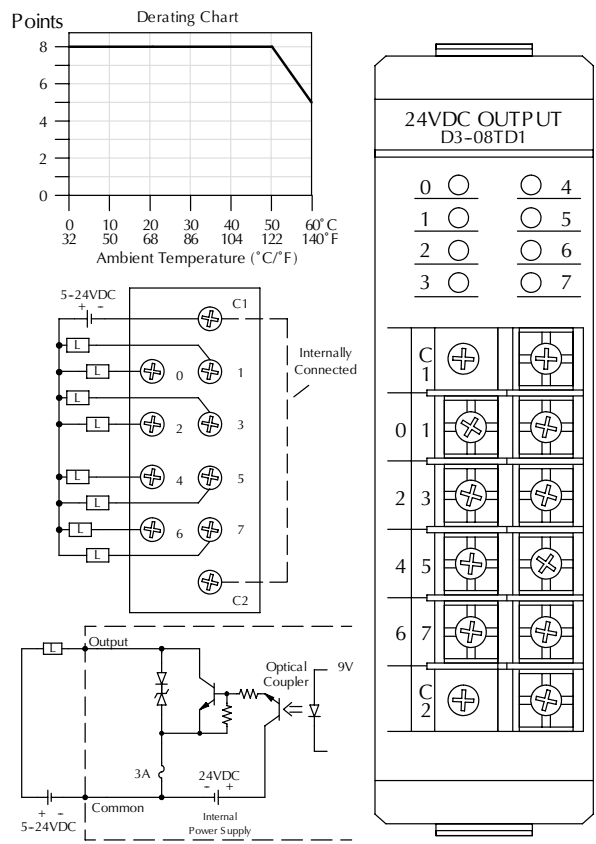 Points
Derating Chart
8
6
4
2
0
0 10 20 30 40 50 60°C
32 50 68 86 104 122 140°F
Ambient Temperature (°C/°F)
5-24VDC
+ -
C1
L
L
0 1
L
L
2 3
Internally
Connected
L
4 5
L
L
6 7
L
C2
Output
L
Optical
Coupler
9V
3A
24VDC
- +
Common
Internal
Power Supply
+ -
5-24VDC
24VDC OUTPUT
D3-08TD1
0 4
1 5
2 6
3 7
C
1
0 1
2 3
4 5
6 7
C
2